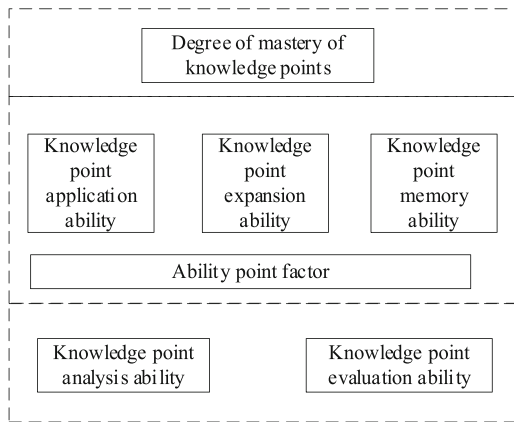 Degree of mastery of
knowledge points
Knowledge
point
application
ability
Knowledge
point
expansion
ability
Knowledge
point
memory
ability
Ability point factor
Knowledge point
analysis ability
Knowledge point
evaluation ability